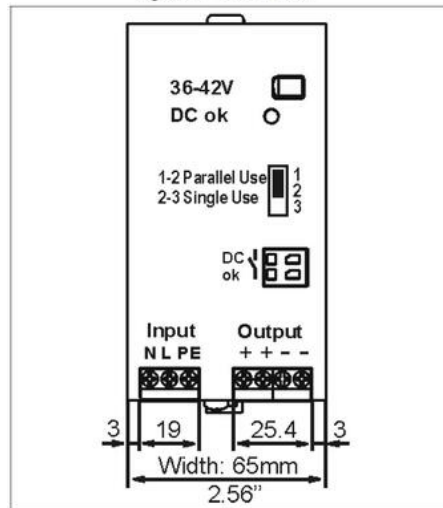 36-42V
DC ok
1-2 Parallel Use
2-3 Single Use
1
2
3
DC
ok
Input
Output
N L PE
+ + - -
3
19
25.4
3
Width: 65mm
2.56"